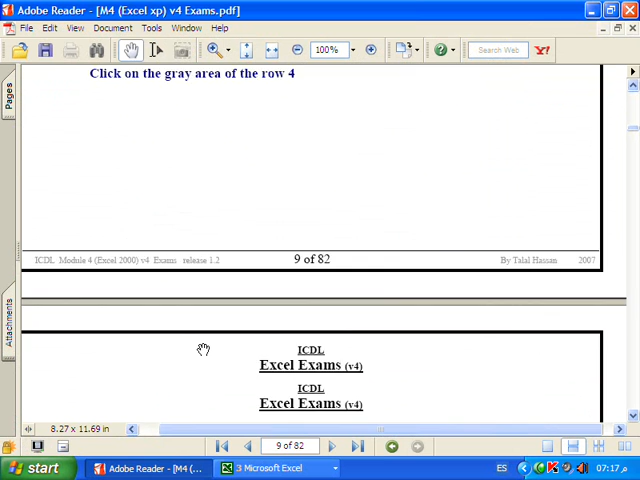 Adobe Reader - [M4 (Excel xp) v4 Exams.pdf]
File Edit View Document Tools Window Help
100% Search Web Y!
Pages
Attachments
Click on the gray area of the row 4
ICDL Module 4 (Excel 2000) v4 Exams release 1.2 9 of 82 By Talal Hassan 2007
ICDL
Excel Exams (v4)
ICDL
Excel Exams (v4)
8.27 x 11.69 in
9 of 82
start Adobe Reader - [M4 (... 3 Microsoft Excel ES 07:17 م